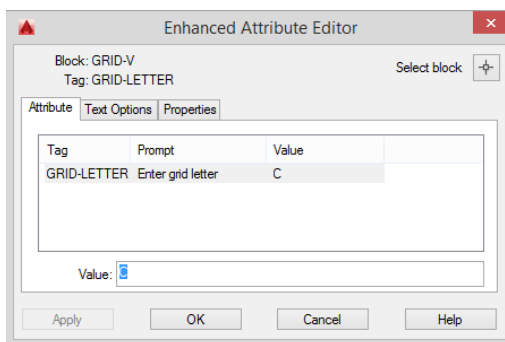 Enhanced Attribute Editor
Block: GRID-V
Tag: GRID-LETTER
Select block
Attribute Text Options Properties
Tag Prompt Value
GRID-LETTER Enter grid letter C
Value: C
Apply OK Cancel Help